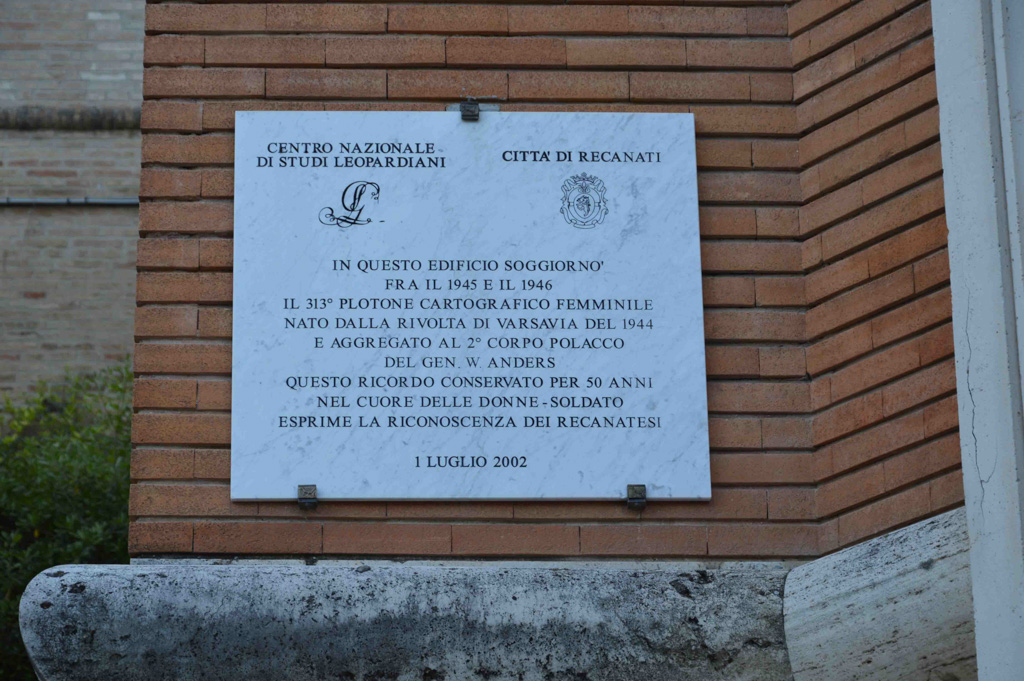 CENTRO NAZIONALE
DI STUDI LEOPARDIANI
CITTA' DI RECANATI
IN QUESTO EDIFICIO SOGGIORNO'
FRA IL 1945 E IL 1946
IL 313° PLOTONE CARTOGRAFICO FEMMINILE
NATO DALLA RIVOLTA DI VARSAVIA DEL 1944
E AGGREGATO AL 2° CORPO POLACCO
DEL GEN. W. ANDERS
QUESTO RICORDO CONSERVATO PER 50 ANNI
NEL CUORE DELLE DONNE-SOLDATO
ESPRIME LA RICONOSCENZA DEI RECANATESI
1 LUGLIO 2002